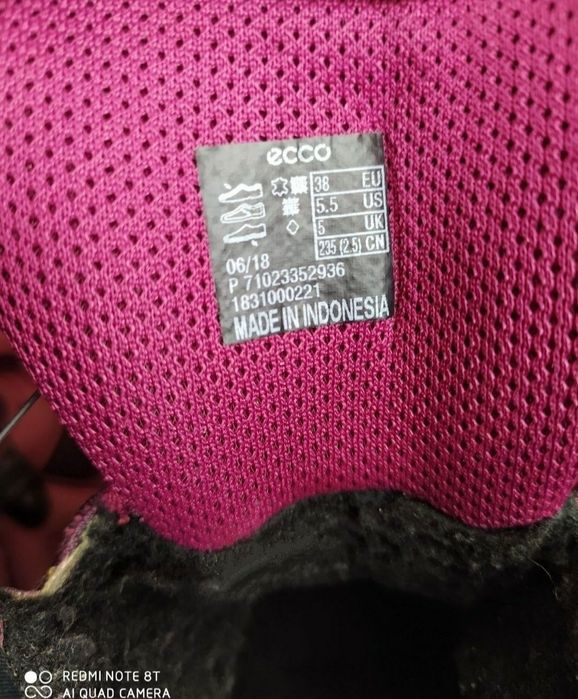 ecco
38 EU
5.5 US
5 UK
235 (2.5) CN
06/18
P 71023352936
1831000221
MADE IN INDONESIA
REDMI NOTE 8T
AI QUAD CAMERA